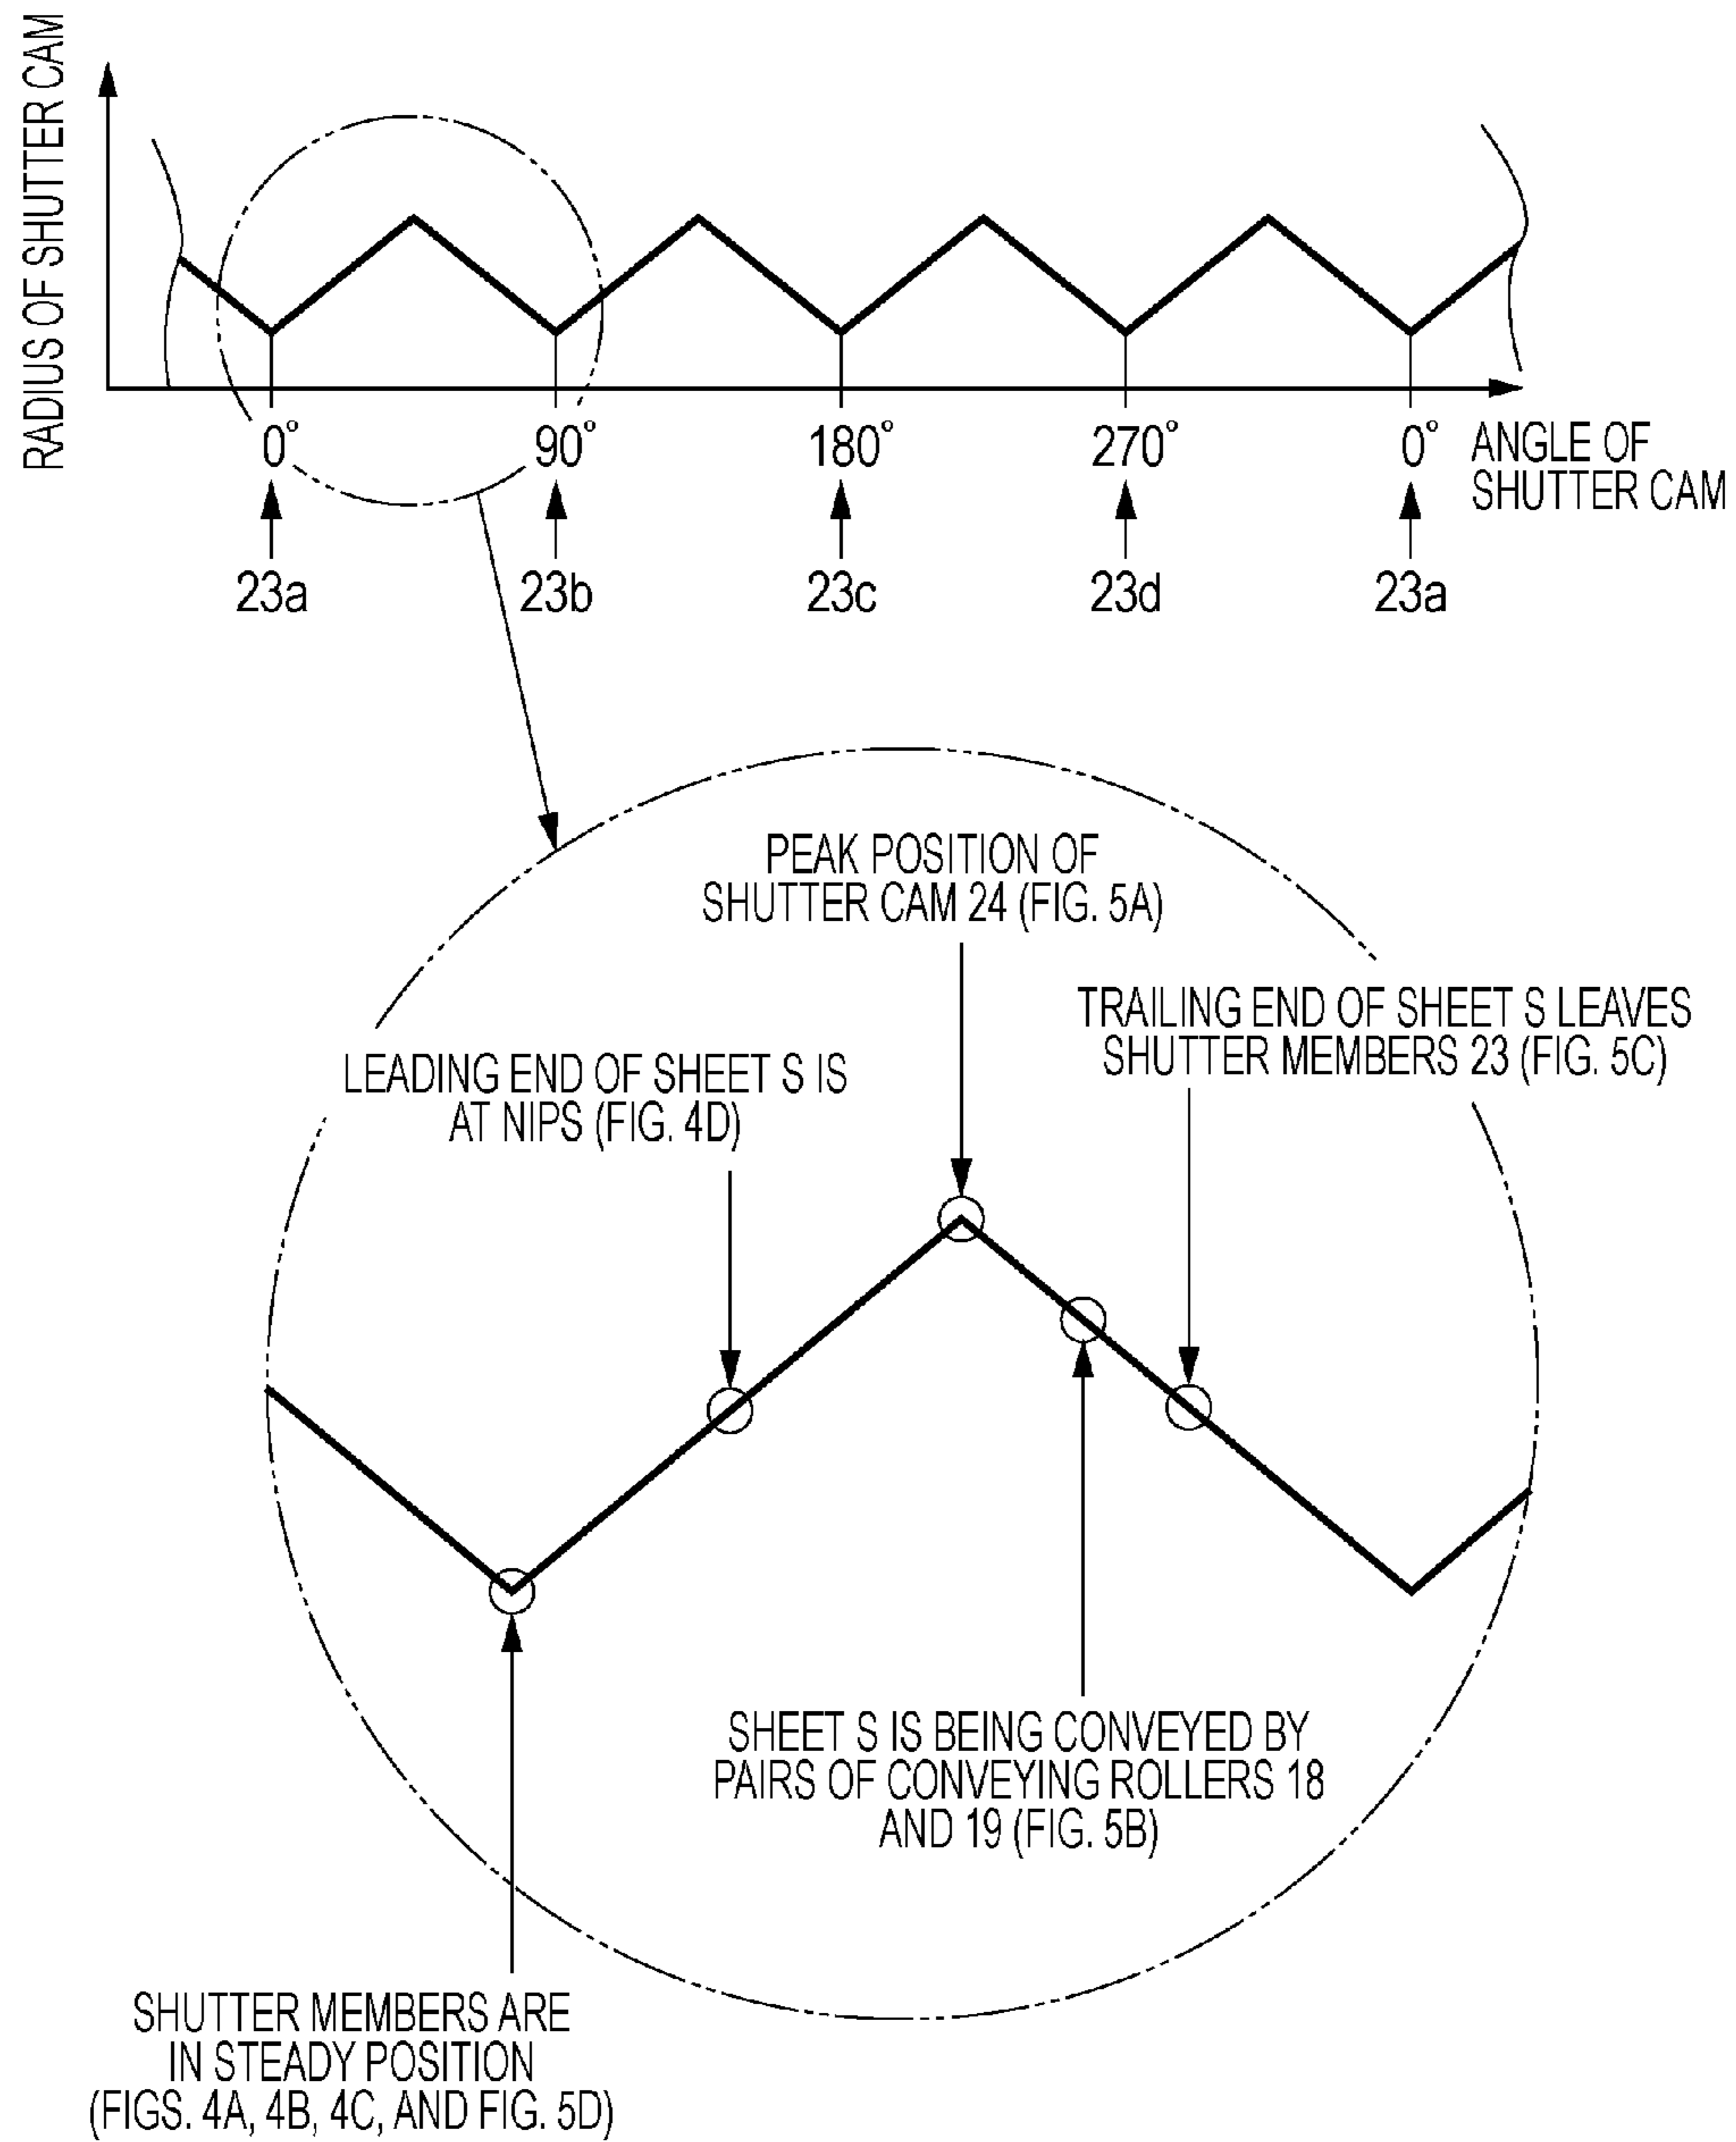 RADIUS OF SHUTTER CAM
0°
90°
180°
270°
0°
ANGLE OF
SHUTTER CAM
23a
23b
23c
23d
23a
PEAK POSITION OF
SHUTTER CAM 24 (FIG. 5A)
TRAILING END OF SHEET S LEAVES
SHUTTER MEMBERS 23 (FIG. 5C)
LEADING END OF SHEET S IS
AT NIPS (FIG. 4D)
SHEET S IS BEING CONVEYED BY
PAIRS OF CONVEYING ROLLERS 18
AND 19 (FIG. 5B)
SHUTTER MEMBERS ARE
IN STEADY POSITION
(FIGS. 4A, 4B, 4C, AND FIG. 5D)